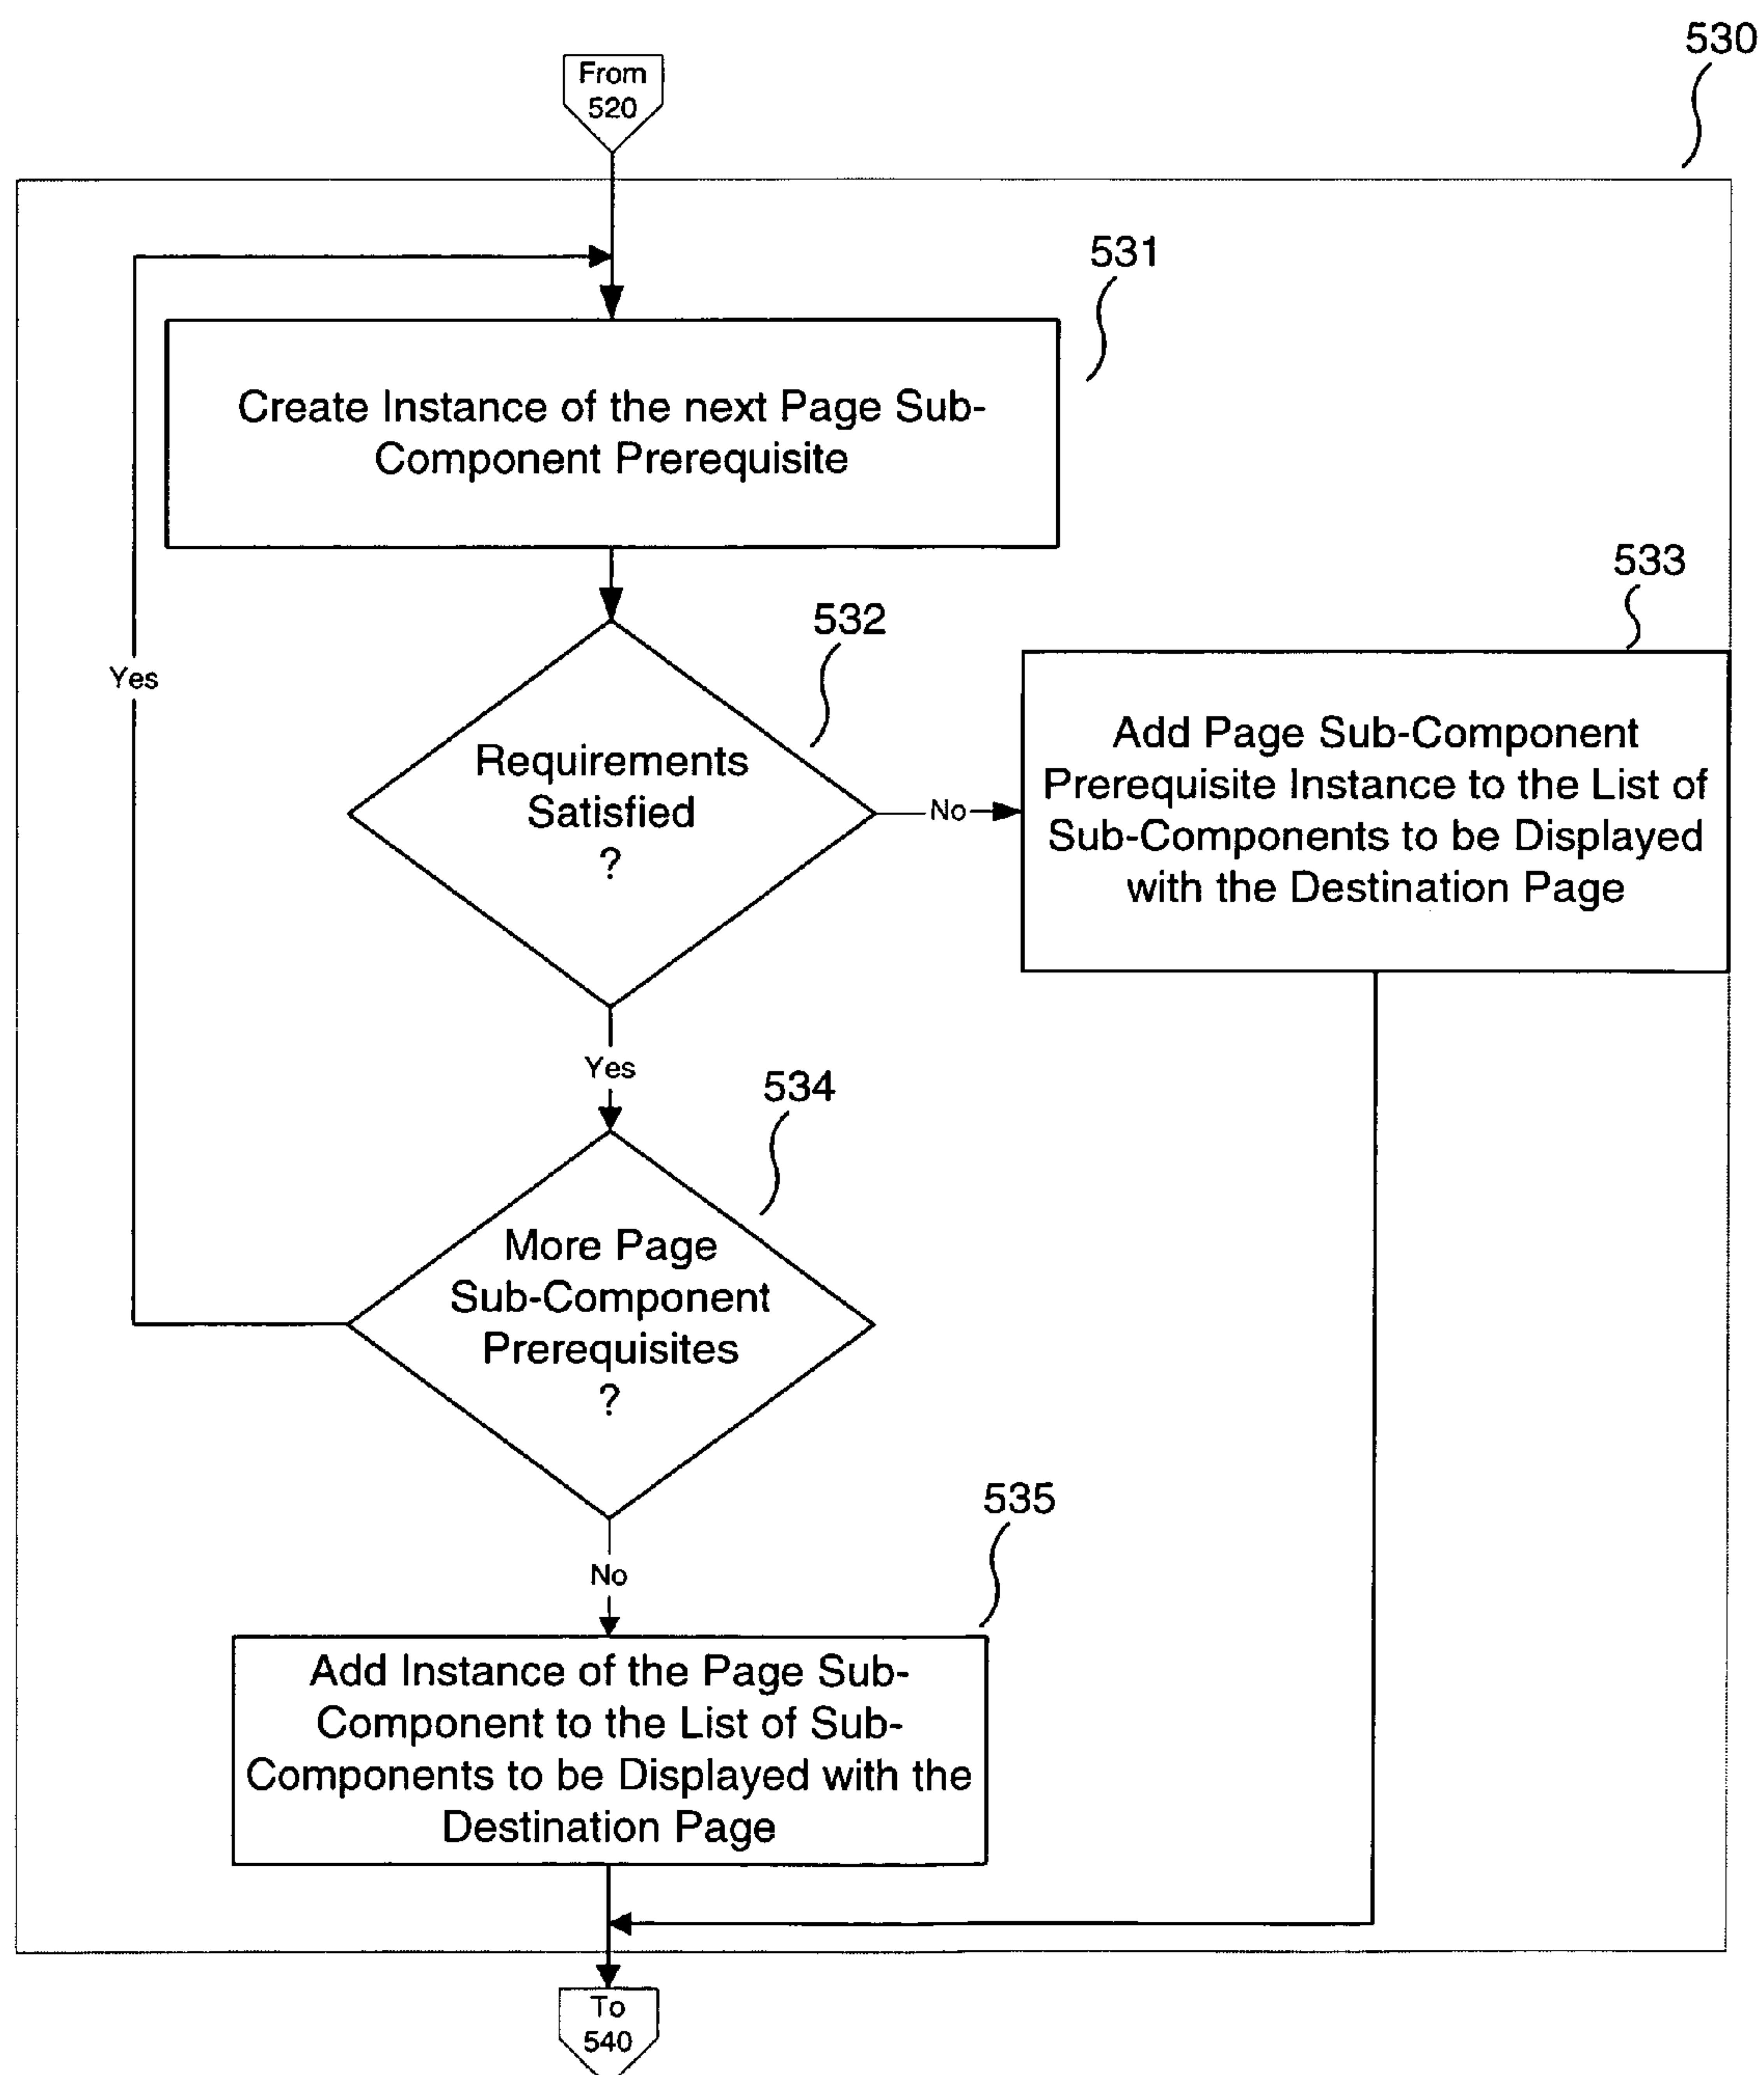 530
From
520
531
Create Instance of the next Page Sub-
Component Prerequisite
533
532
Yes
Requirements
Satisfied
?
No
Add Page Sub-Component
Prerequisite Instance to the List of
Sub-Components to be Displayed
with the Destination Page
Yes
534
More Page
Sub-Component
Prerequisites
?
535
No
Add Instance of the Page Sub-
Component to the List of Sub-
Components to be Displayed with the
Destination Page
To
540